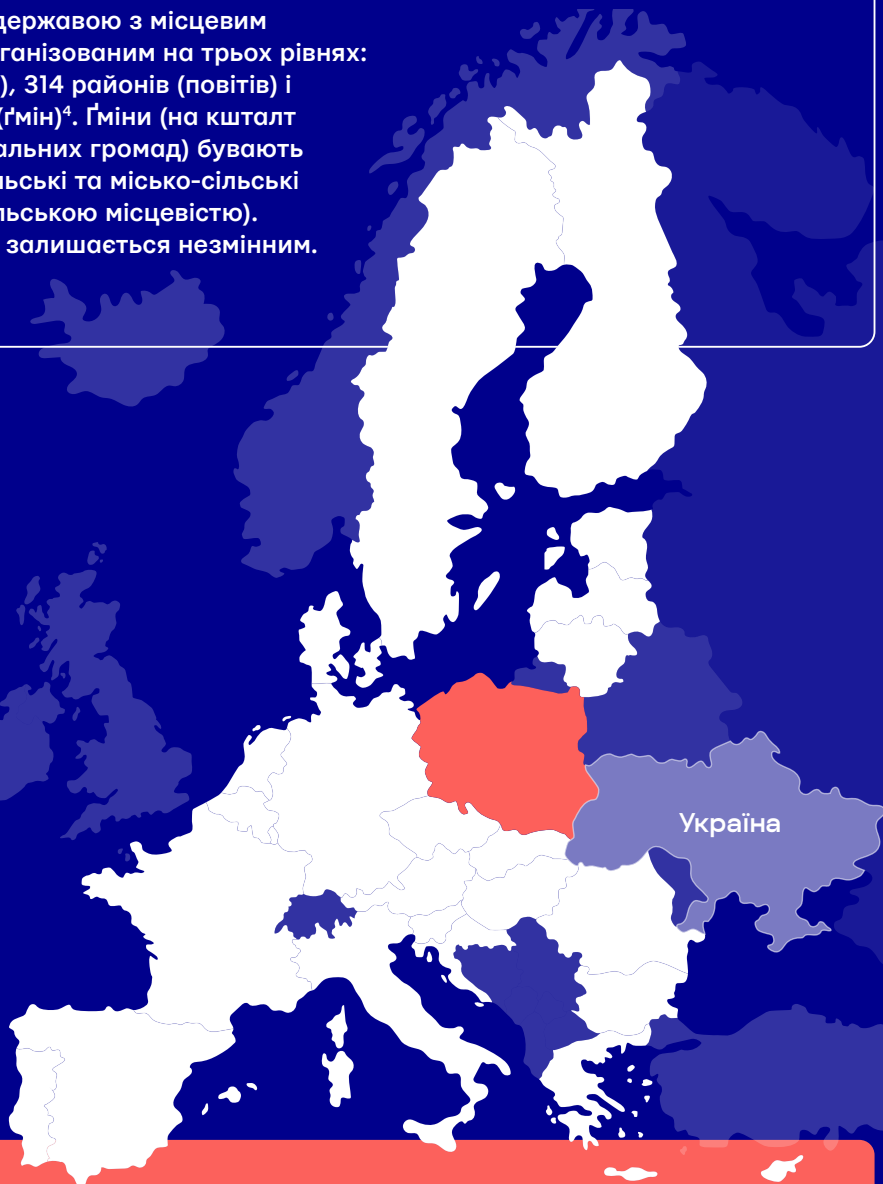 державою з місцевим
ганізованим на трьох рівнях:
), 314 районів (повітів) і
(ґмін)⁴. Ґміни (на кшталт
альних громад) бувають
льські та місько-сільські
льською місцевістю).
залишається незмінним.
Україна